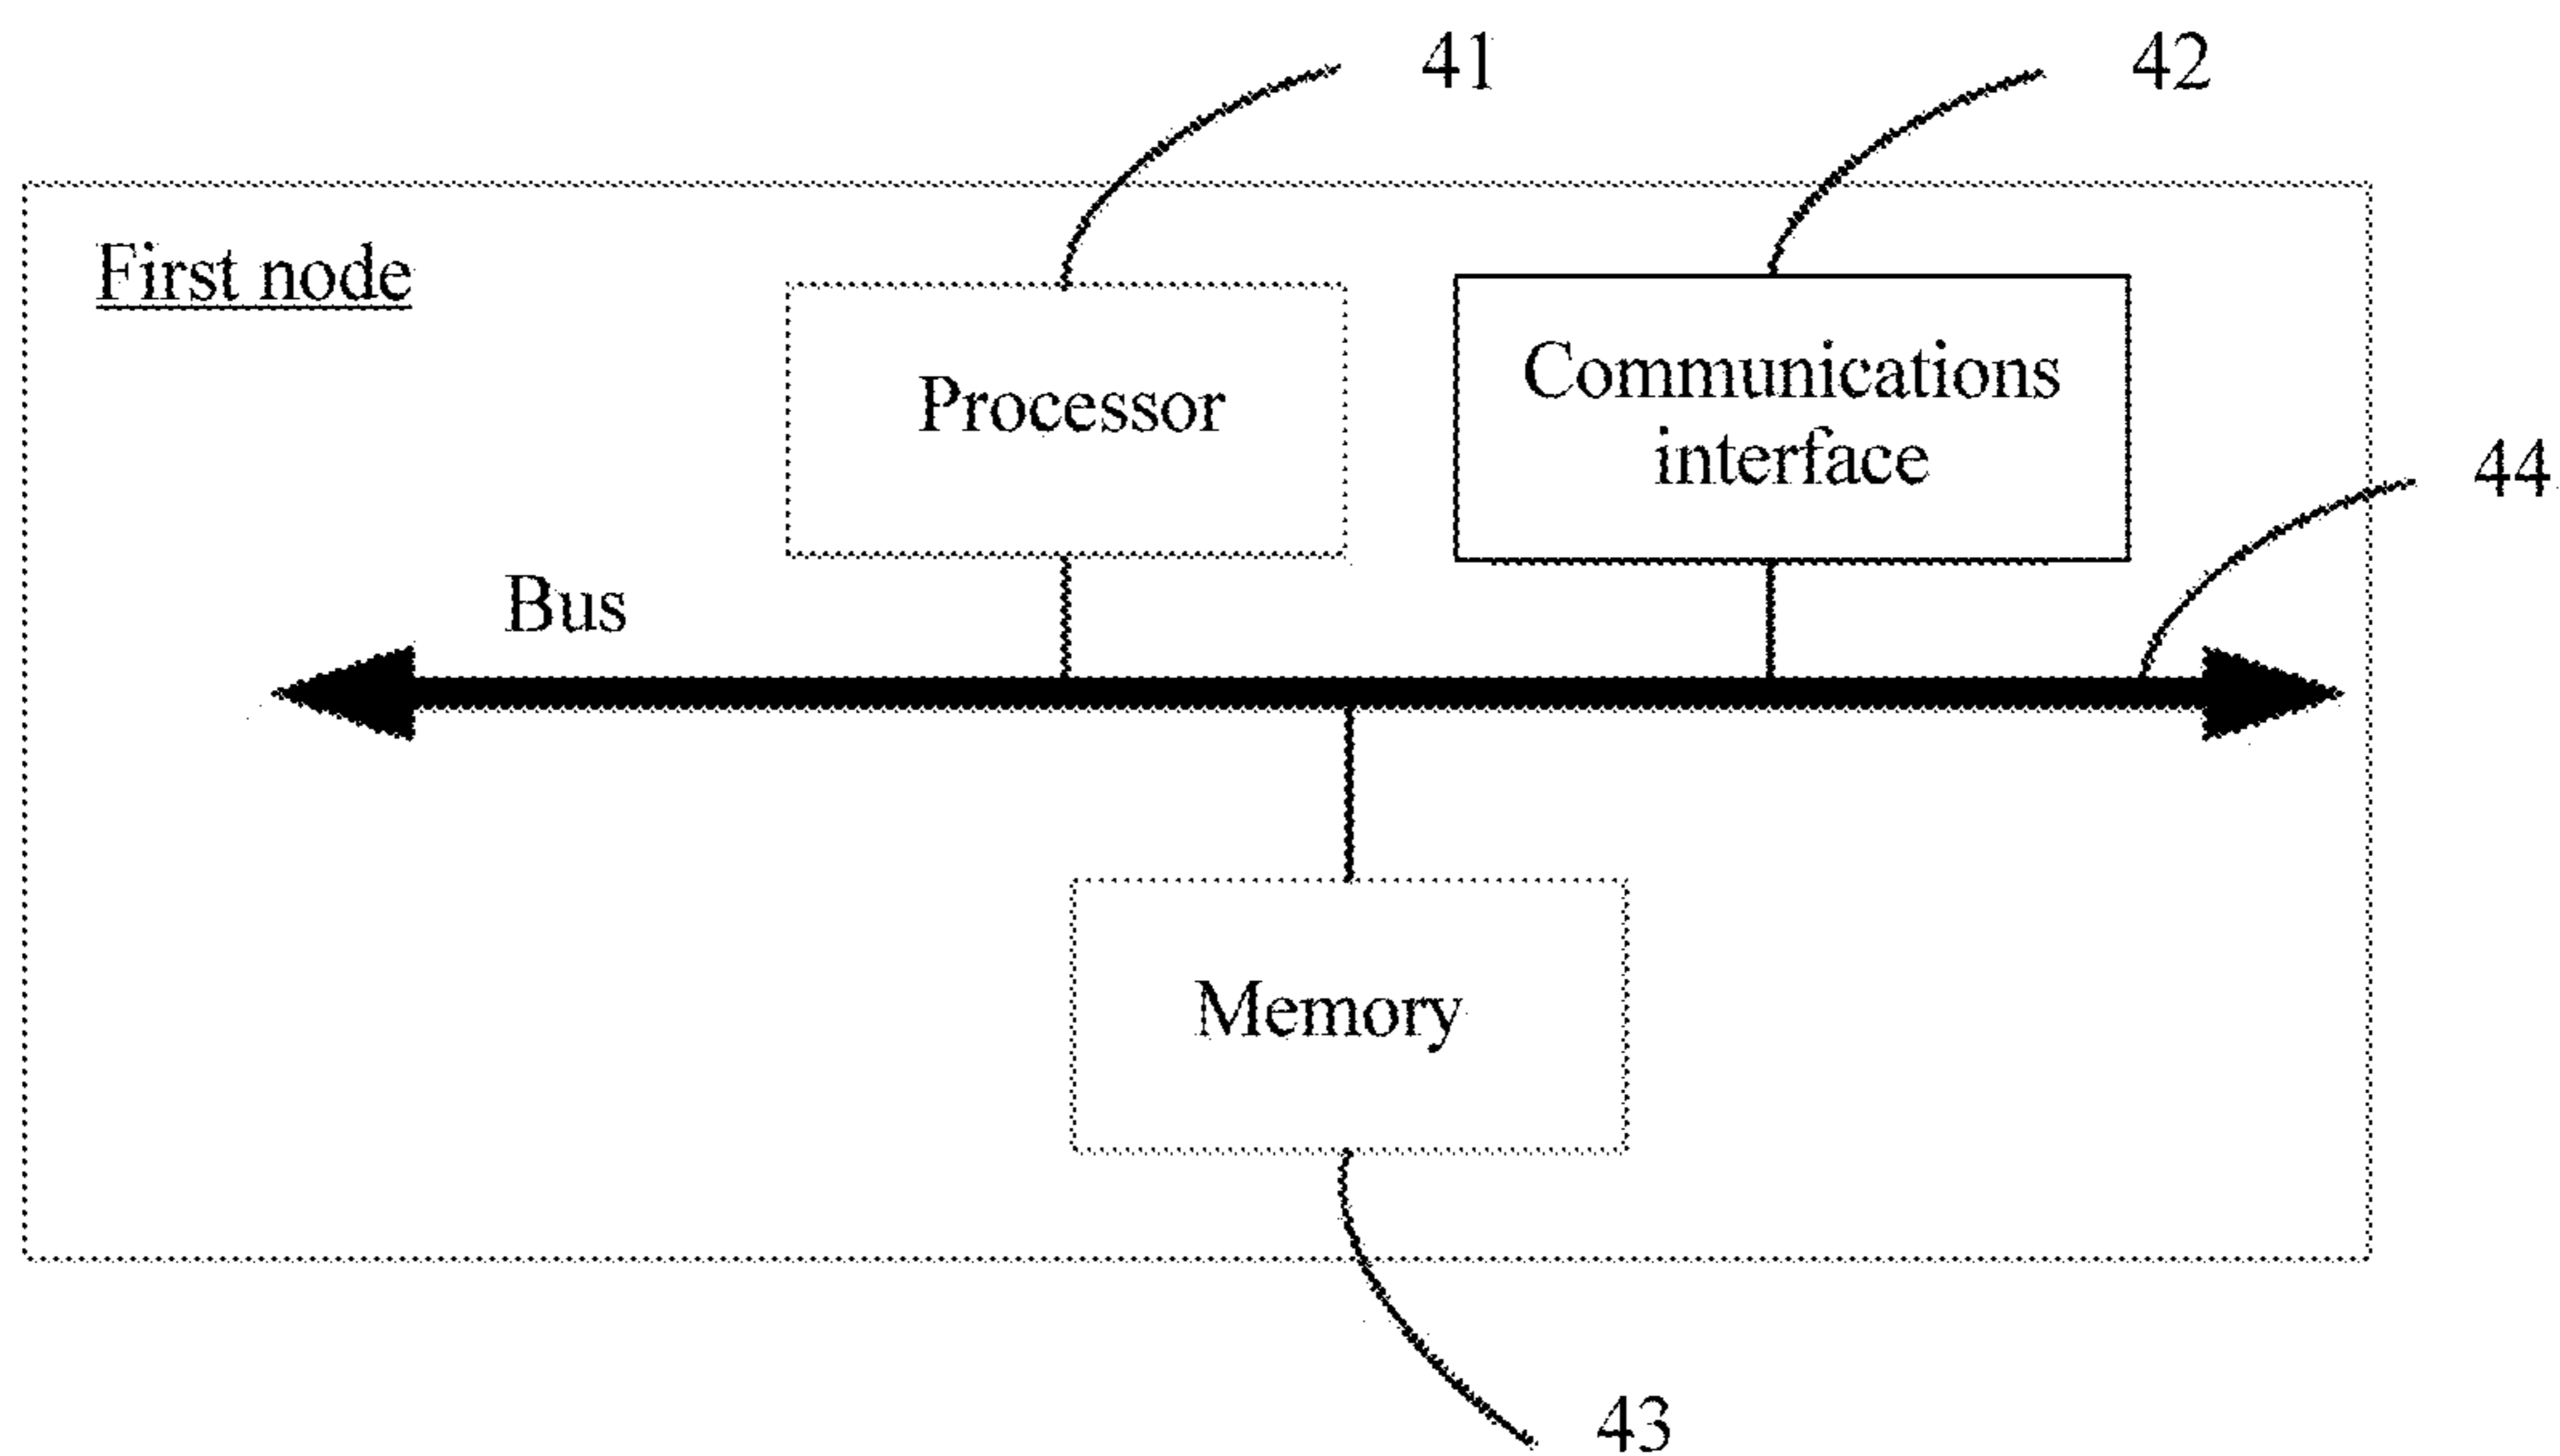 41
42
First node
Processor
Communications
interface
44
Bus
Memory
43